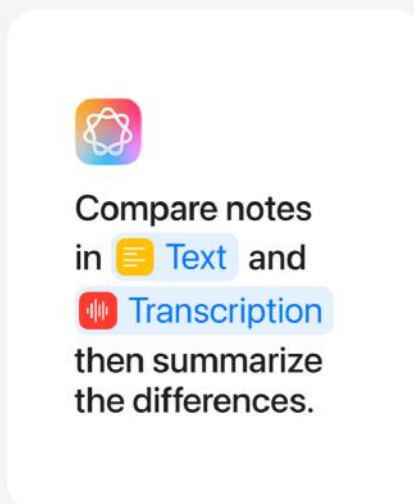 Compare notes
in Text and
Transcription
then summarize
the differences.